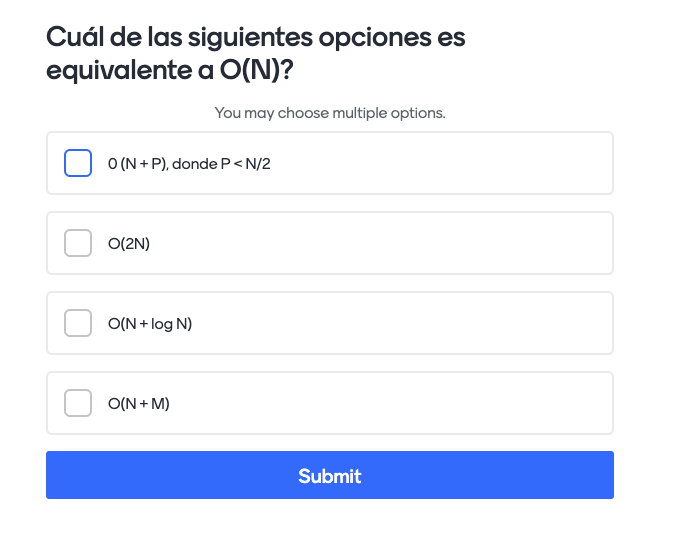 Cuál de las siguientes opciones es
equivalente a O(N)?
You may choose multiple options.
0 (N + P), donde P < N/2
O(2N)
O(N + log N)
O(N + M)
Submit